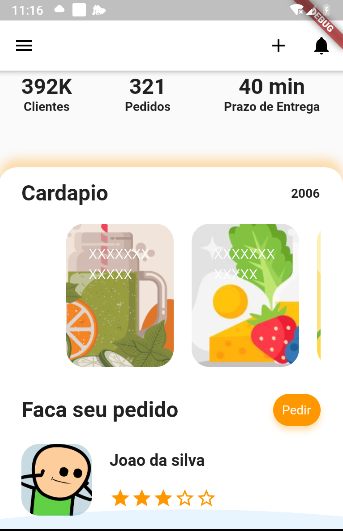 11:16
DEBUG
392K
321
40 min
Clientes
Pedidos
Prazo de Entrega
Cardapio
2006
XXXXXXX
XXXXX
XXXXXXX
XXXXX
Faca seu pedido
Pedir
Joao da silva